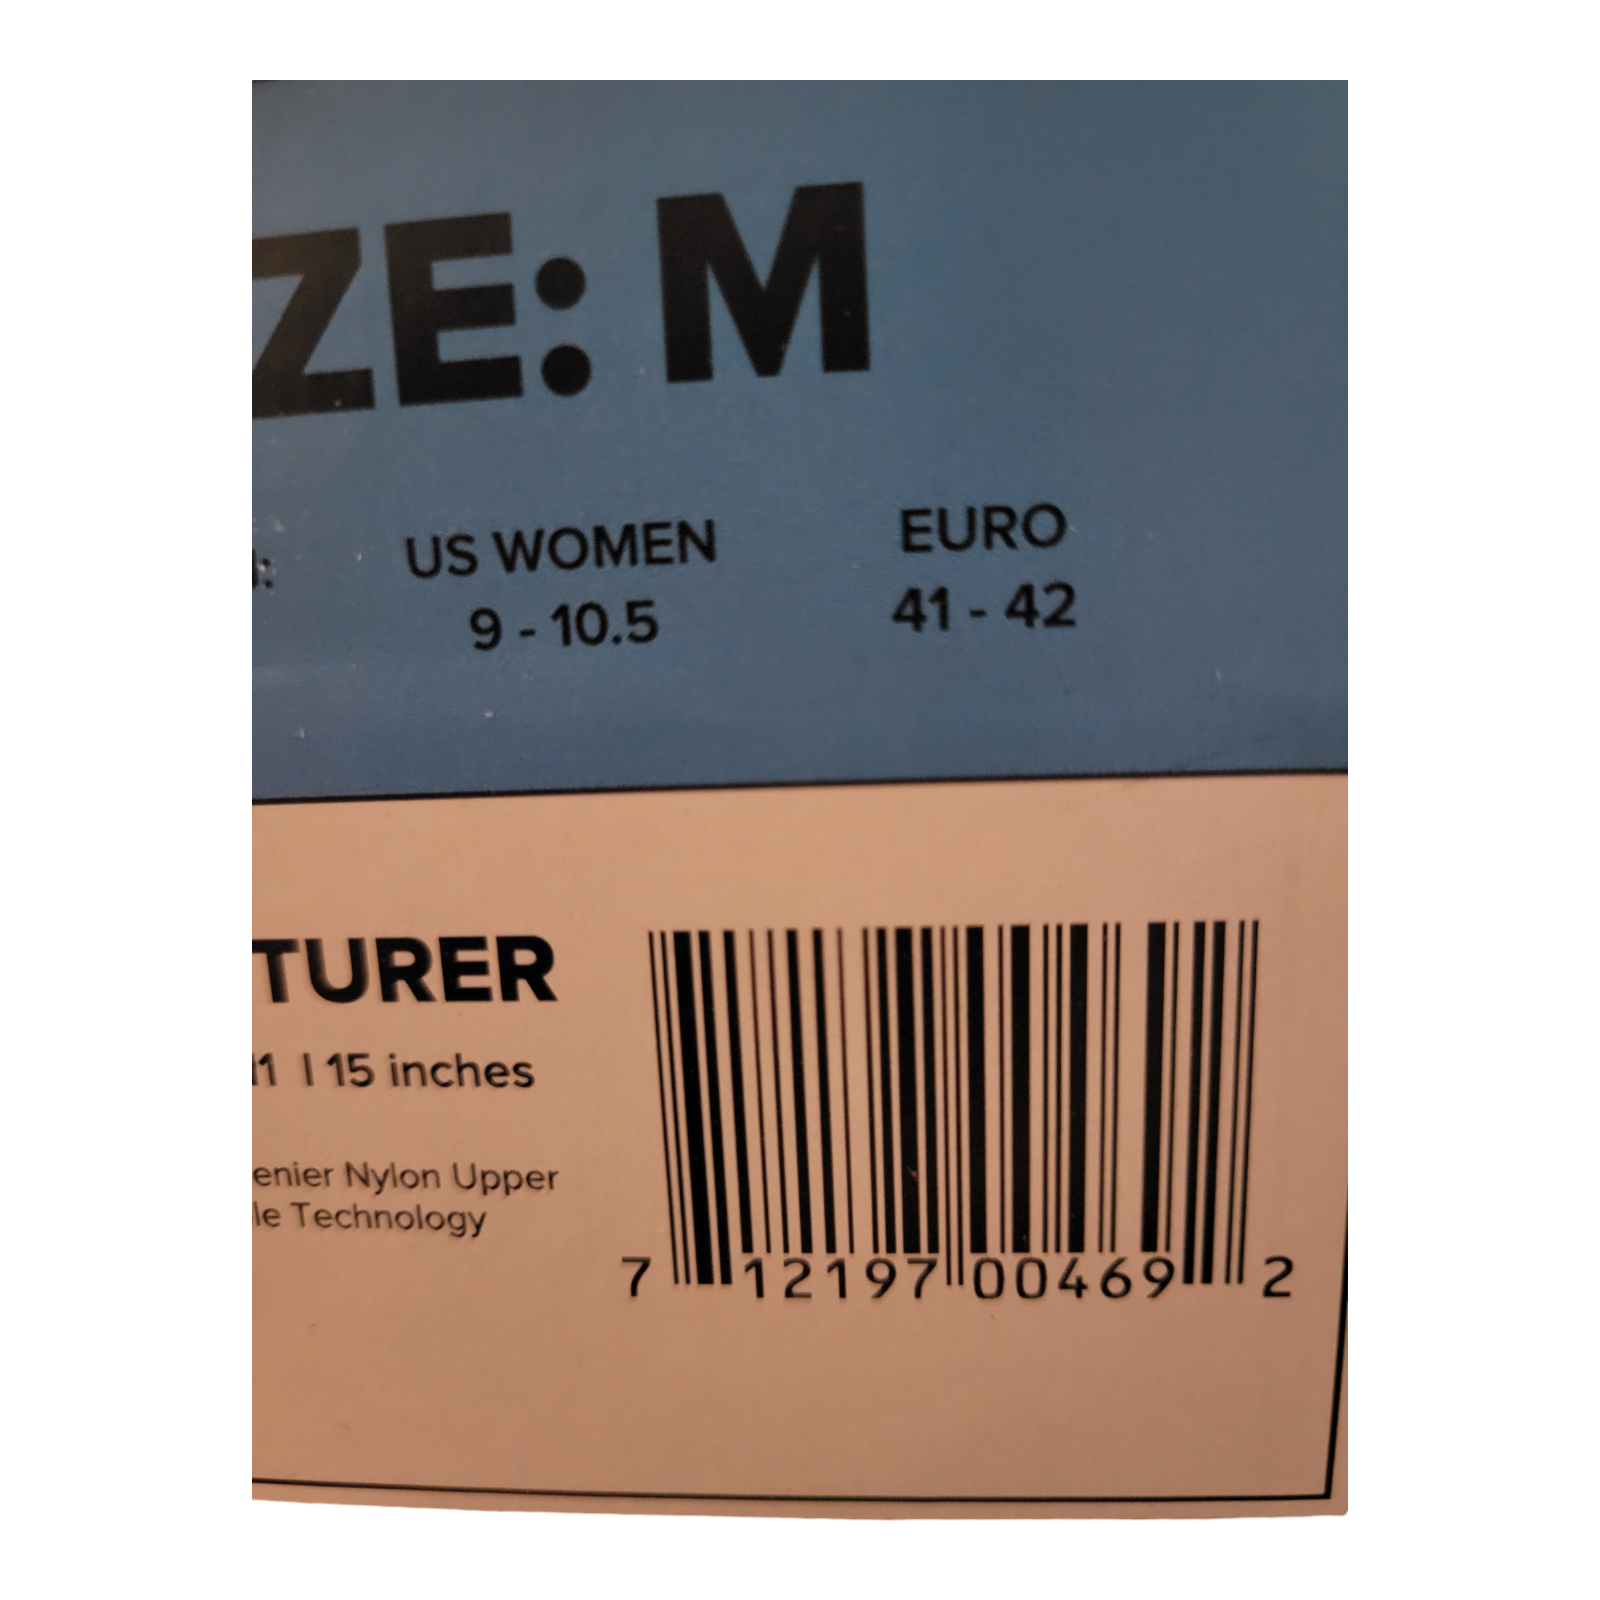 ZE: M
US WOMEN EURO
9 - 10.5 41 - 42
TURER
11 | 15 inches
enier Nylon Upper
le Technology
7 12197 00469 2